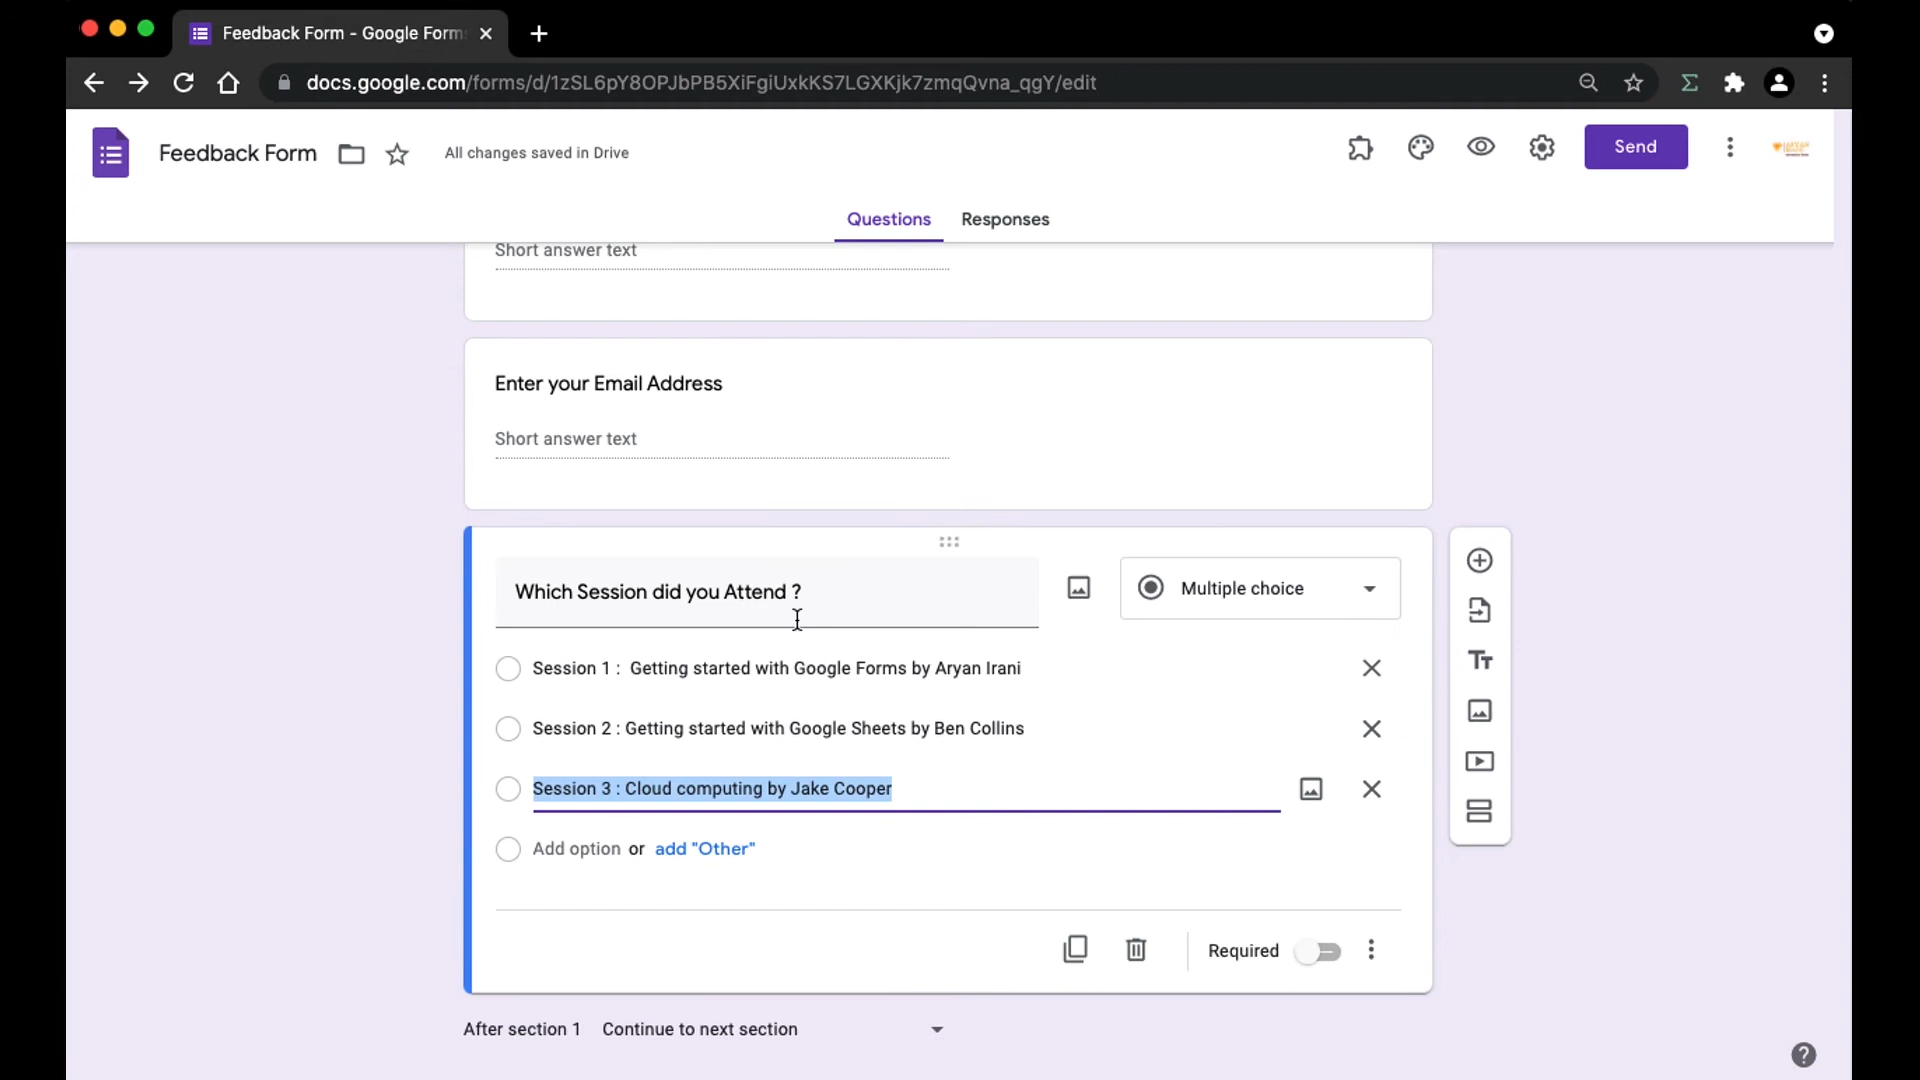 Feedback Form - Google Forms
docs.google.com/forms/d/1zSL6pY8OPJbPB5XiFgiUxkKS7LGXKjk7zmqQvna_qgY/edit
Feedback Form
All changes saved in Drive
Send
Questions
Responses
Short answer text
Enter your Email Address
Short answer text
Which Session did you Attend ?
Multiple choice
Session 1 :  Getting started with Google Forms by Aryan Irani
Session 2 : Getting started with Google Sheets by Ben Collins
Session 3 : Cloud computing by Jake Cooper
Add option or add "Other"
Required
After section 1 Continue to next section